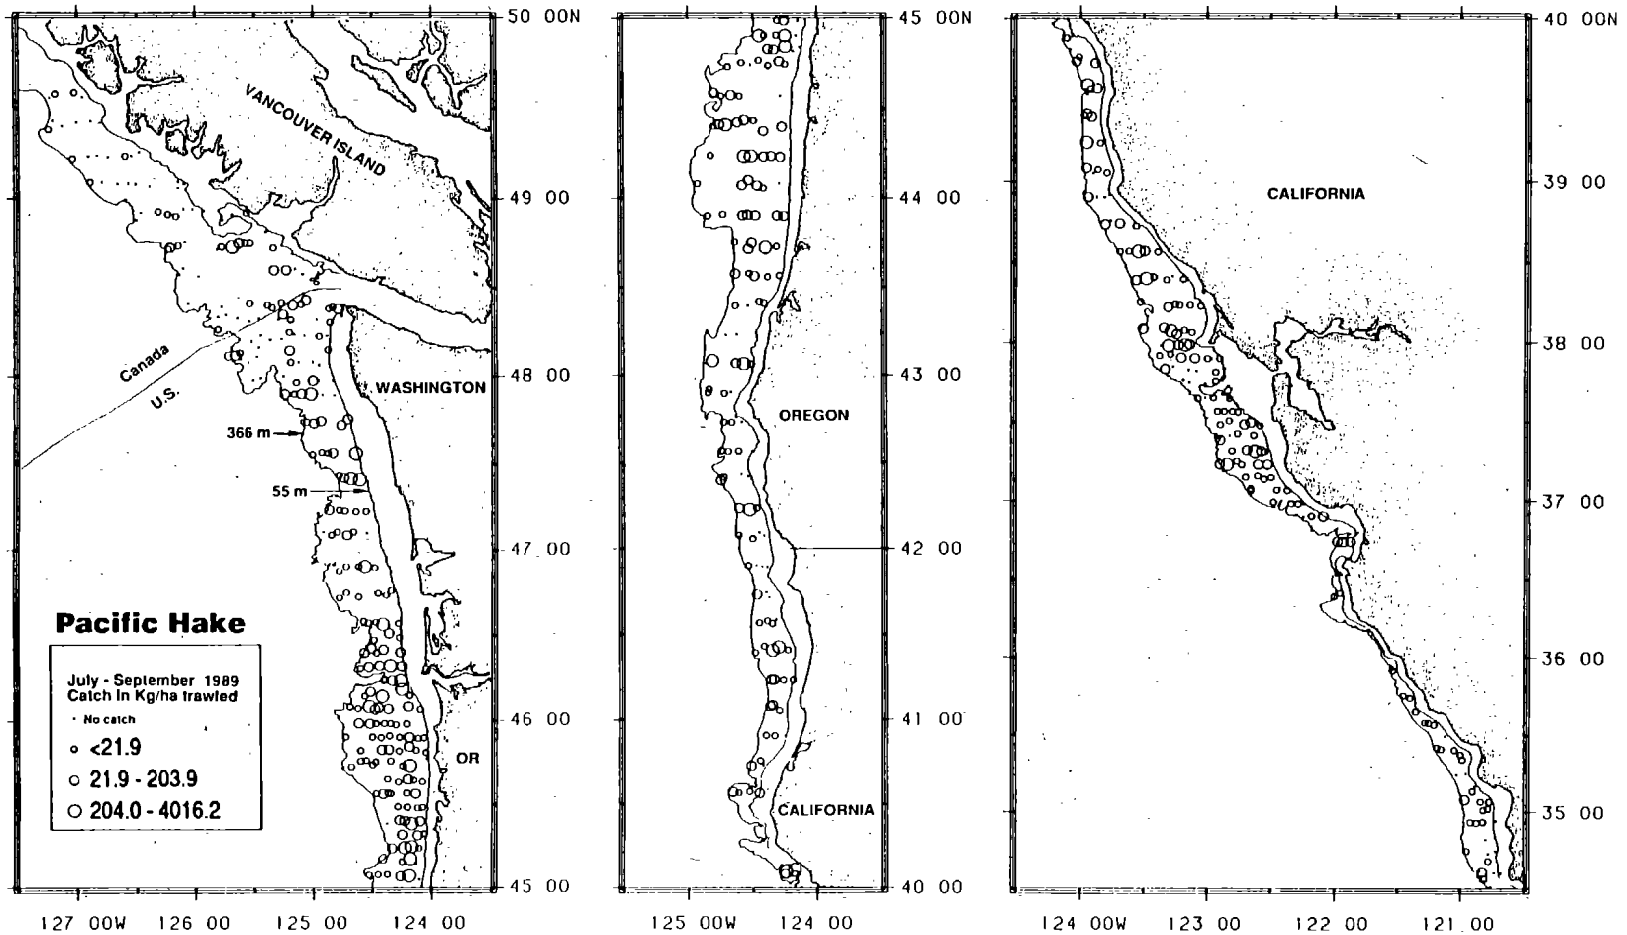 50 00N
VANCOUVER ISLAND
49 00
Canada
U.S.
48 00
WASHINGTON
366 m
55 m
47 00
Pacific Hake
July - September 1989
Catch in Kg/ha trawled
No catch
<21.9
21.9 - 203.9
204.0 - 4016.2
46 00
OR
45 00
127 00W 126 00 125 00 124 00
45 00N
44 00
43 00
OREGON
42 00
41 00
CALIFORNIA
40 00
125 00W 124 00
40 00N
39 00
CALIFORNIA
38 00
37 00
36 00
35 00
124 00W 123 00 122 00 121 00